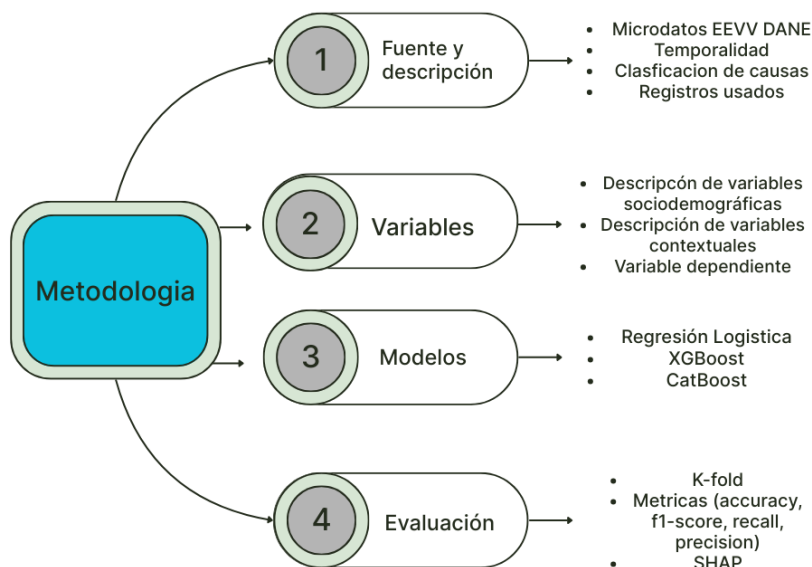 Metodologia
1
Fuente y
descripción
• Microdatos EEVV DANE
• Temporalidad
• Clasficacion de causas
• Registros usados
2
Variables
• Descripcón de variables
sociodemográficas
• Descripción de variables
contextuales
• Variable dependiente
3
Modelos
• Regresión Logistica
• XGBoost
• CatBoost
4
Evaluación
• K-fold
• Metricas (accuracy,
f1-score, recall,
precision)
• SHAP